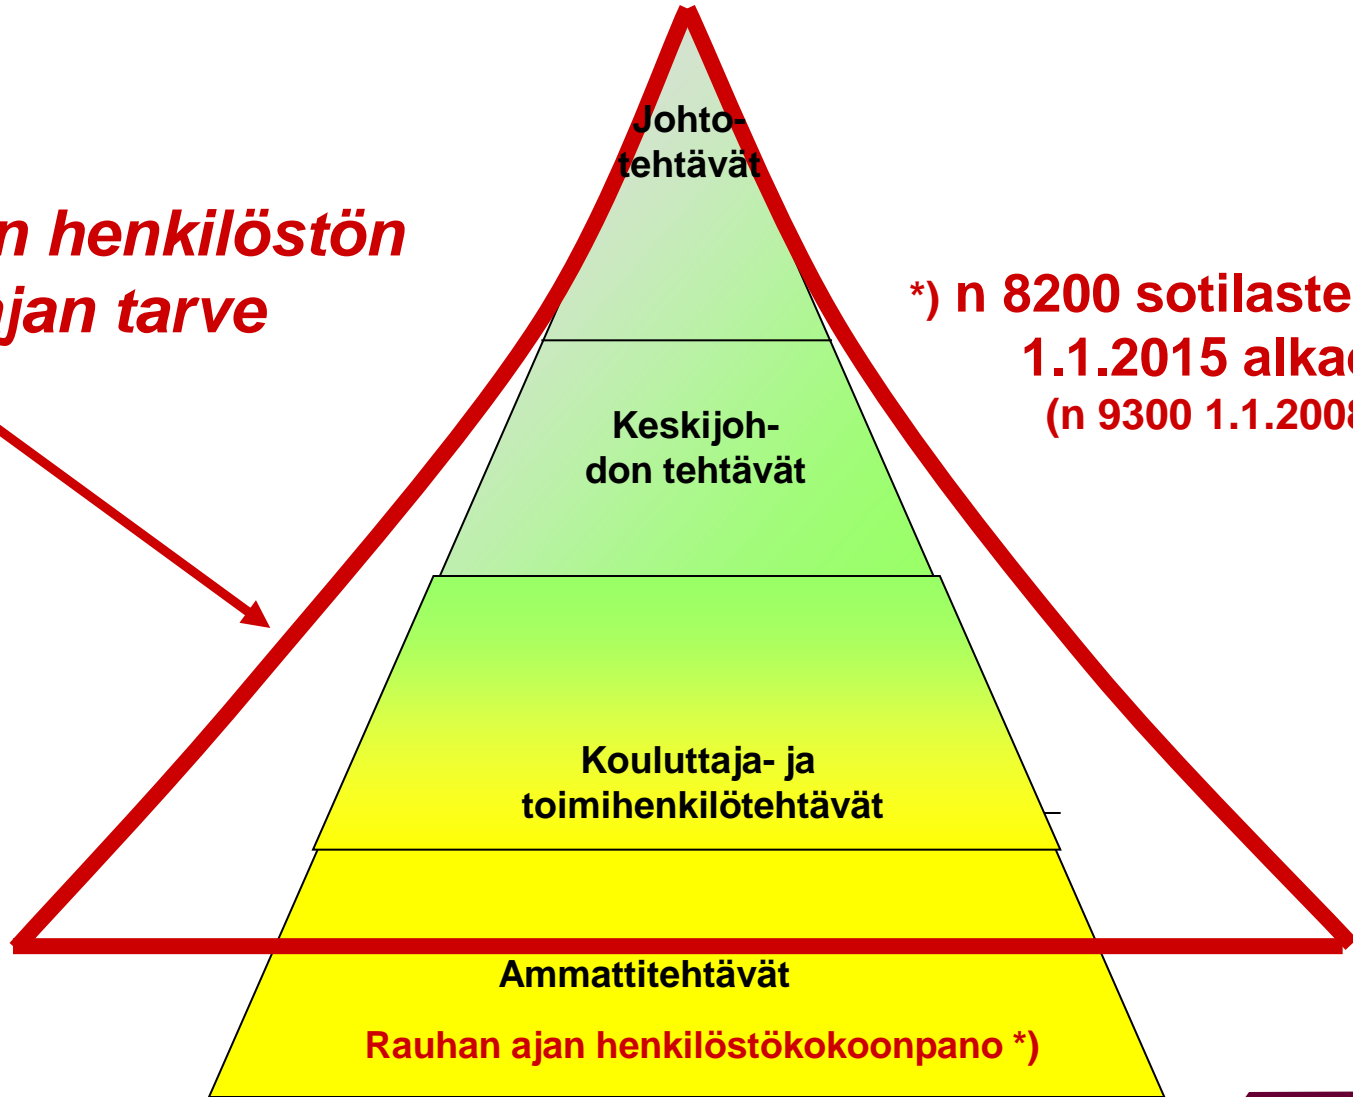 Johto-
tehtävät
n henkilöstön
jan tarve
*) n 8200 sotilaste
1.1.2015 alka
(n 9300 1.1.2008
Keskijoh-
don tehtävät
Kouluttaja- ja
toimihenkilötehtävät
Ammattitehtävät
Rauhan ajan henkilöstökokoonpano *)